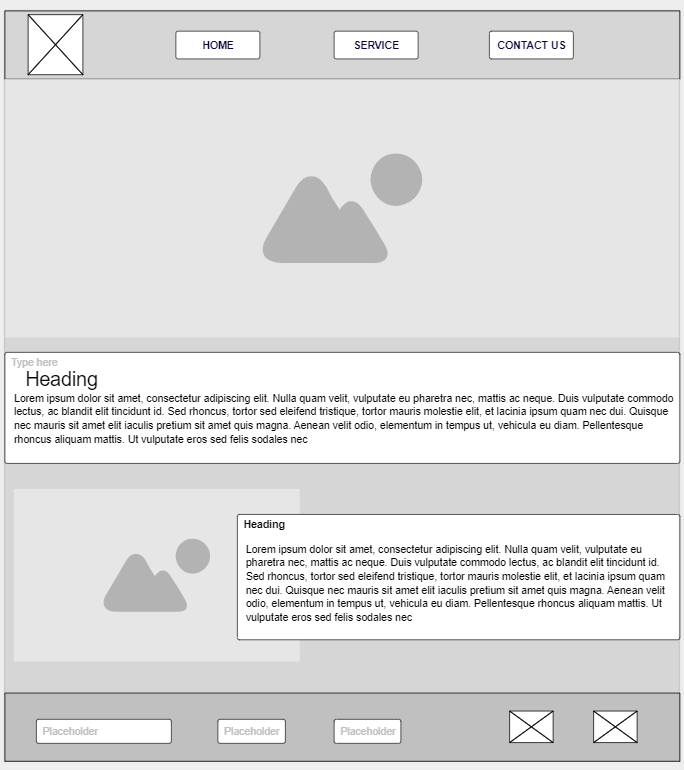 HOME
SERVICE
CONTACT US
Type here
Heading
Lorem ipsum dolor sit amet, consectetur adipiscing elit. Nulla quam velit, vulputate eu pharetra nec, mattis ac neque. Duis vulputate commodo
lectus, ac blandit elit tincidunt id. Sed rhoncus, tortor sed eleifend tristique, tortor mauris molestie elit, et lacinia ipsum quam nec dui. Quisque
nec mauris sit amet elit iaculis pretium sit amet quis magna. Aenean velit odio, elementum in tempus ut, vehicula eu diam. Pellentesque
rhoncus aliquam mattis. Ut vulputate eros sed felis sodales nec
Heading
Lorem ipsum dolor sit amet, consectetur adipiscing elit. Nulla quam velit, vulputate eu
pharetra nec, mattis ac neque. Duis vulputate commodo lectus, ac blandit elit tincidunt id.
Sed rhoncus, tortor sed eleifend tristique, tortor mauris molestie elit, et lacinia ipsum quam
nec dui. Quisque nec mauris sit amet elit iaculis pretium sit amet quis magna. Aenean velit
odio, elementum in tempus ut, vehicula eu diam. Pellentesque rhoncus aliquam mattis. Ut
vulputate eros sed felis sodales nec
Placeholder
Placeholder
Placeholder